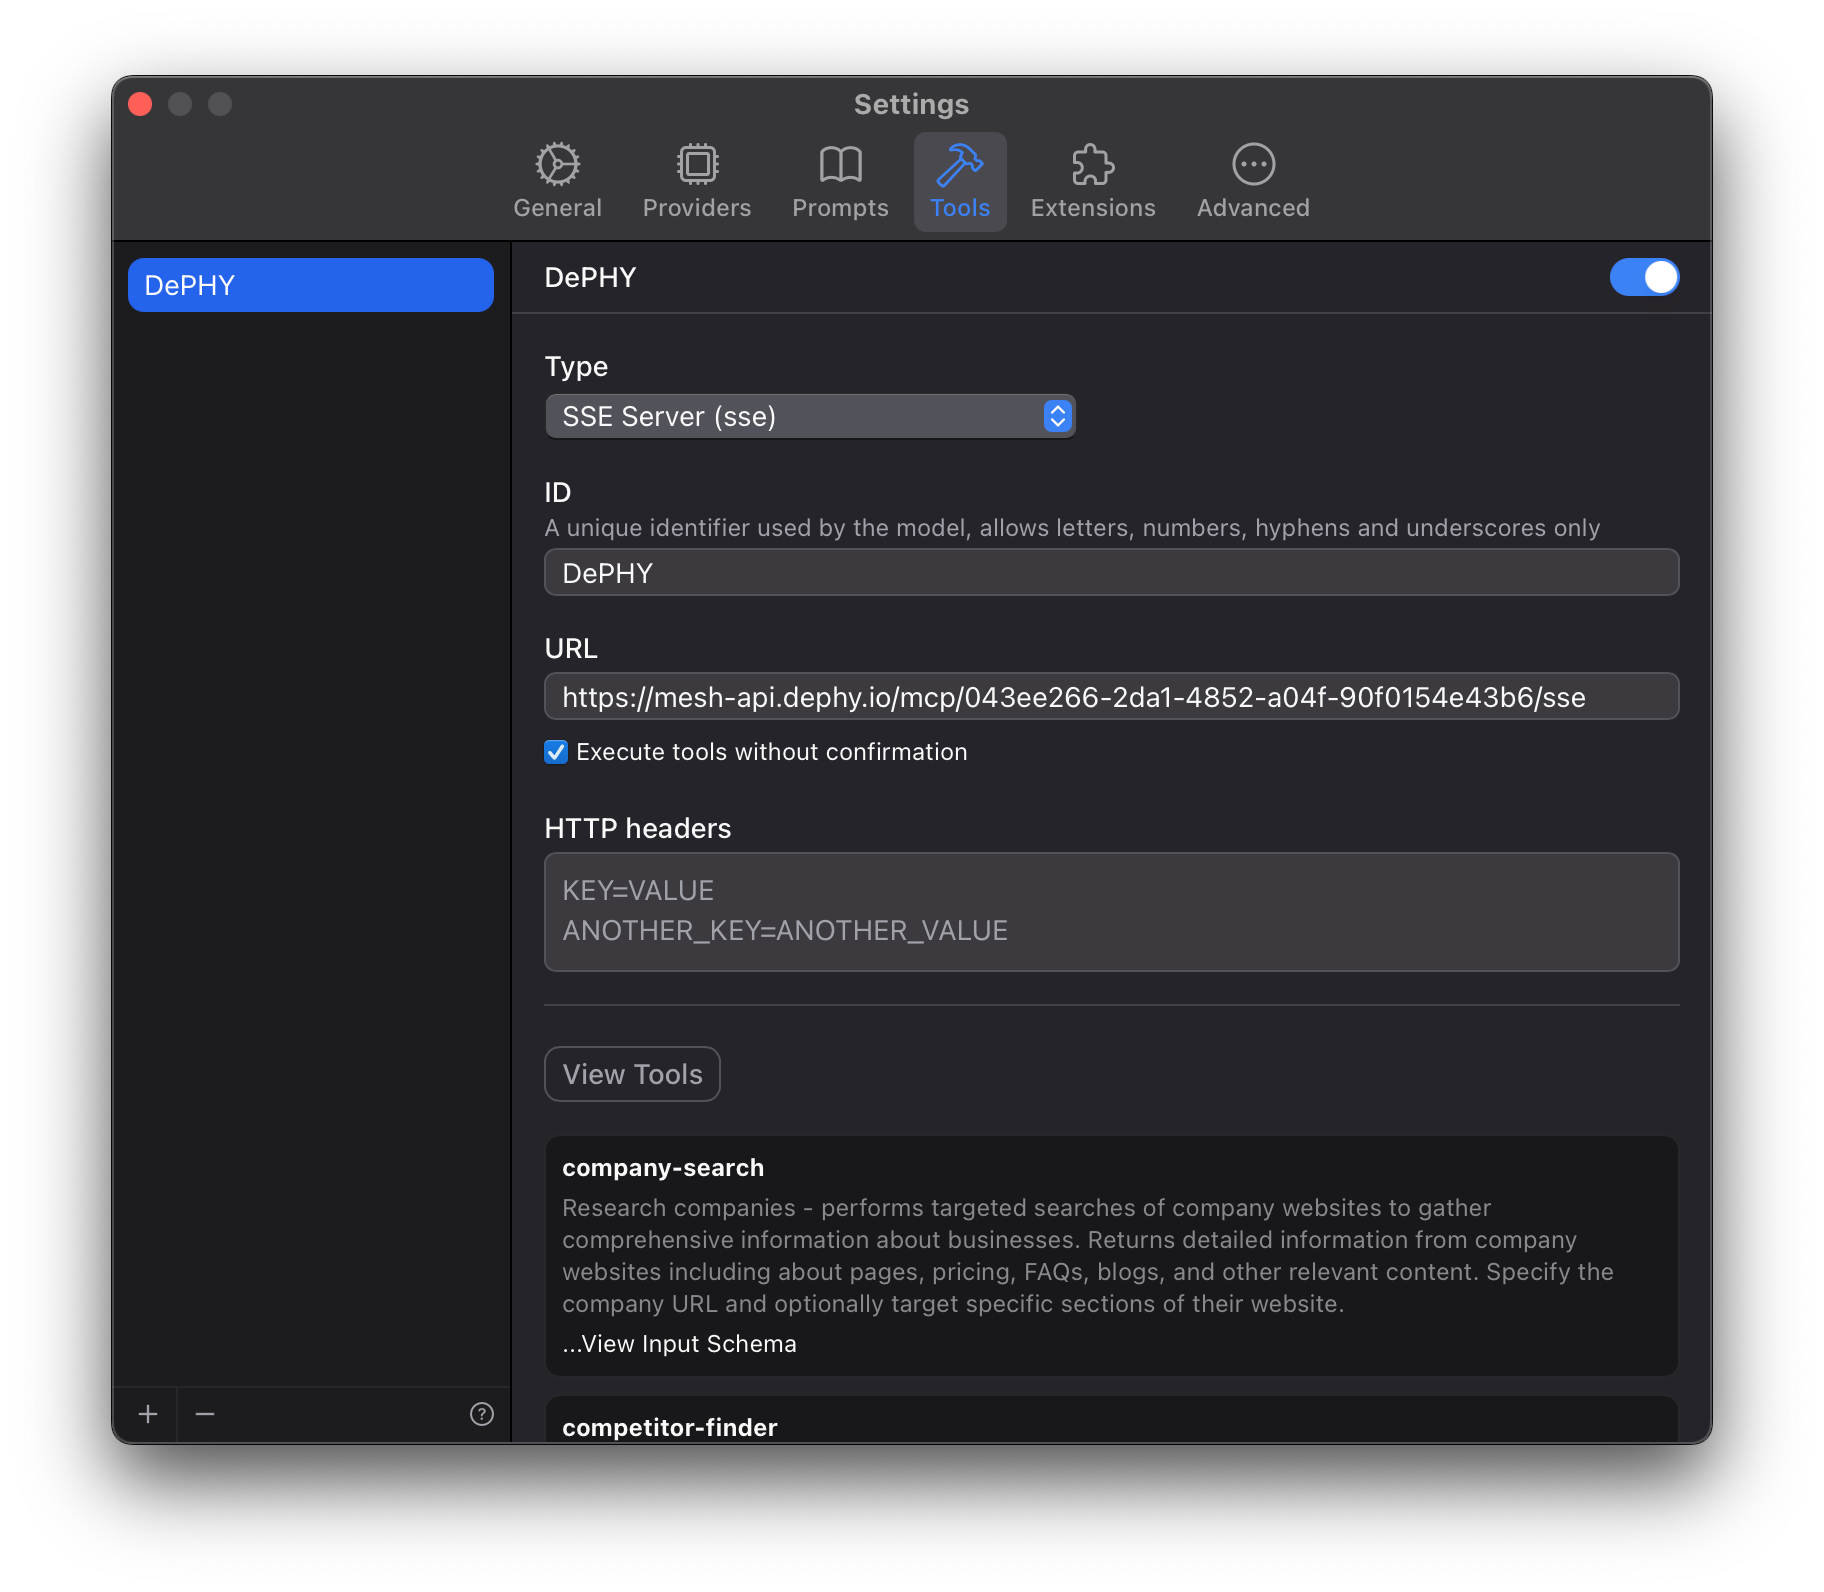 Settings
General
Providers
Prompts
Tools
Extensions
Advanced
DePHY
DePHY
Type
SSE Server (sse)
ID
A unique identifier used by the model, allows letters, numbers, hyphens and underscores only
DePHY
URL
https://mesh-api.dephy.io/mcp/043ee266-2da1-4852-a04f-90f0154e43b6/sse
Execute tools without confirmation
HTTP headers
KEY=VALUE
ANOTHER_KEY=ANOTHER_VALUE
View Tools
company-search
Research companies - performs targeted searches of company websites to gather
comprehensive information about businesses. Returns detailed information from company
websites including about pages, pricing, FAQs, blogs, and other relevant content. Specify the
company URL and optionally target specific sections of their website.
...View Input Schema
competitor-finder